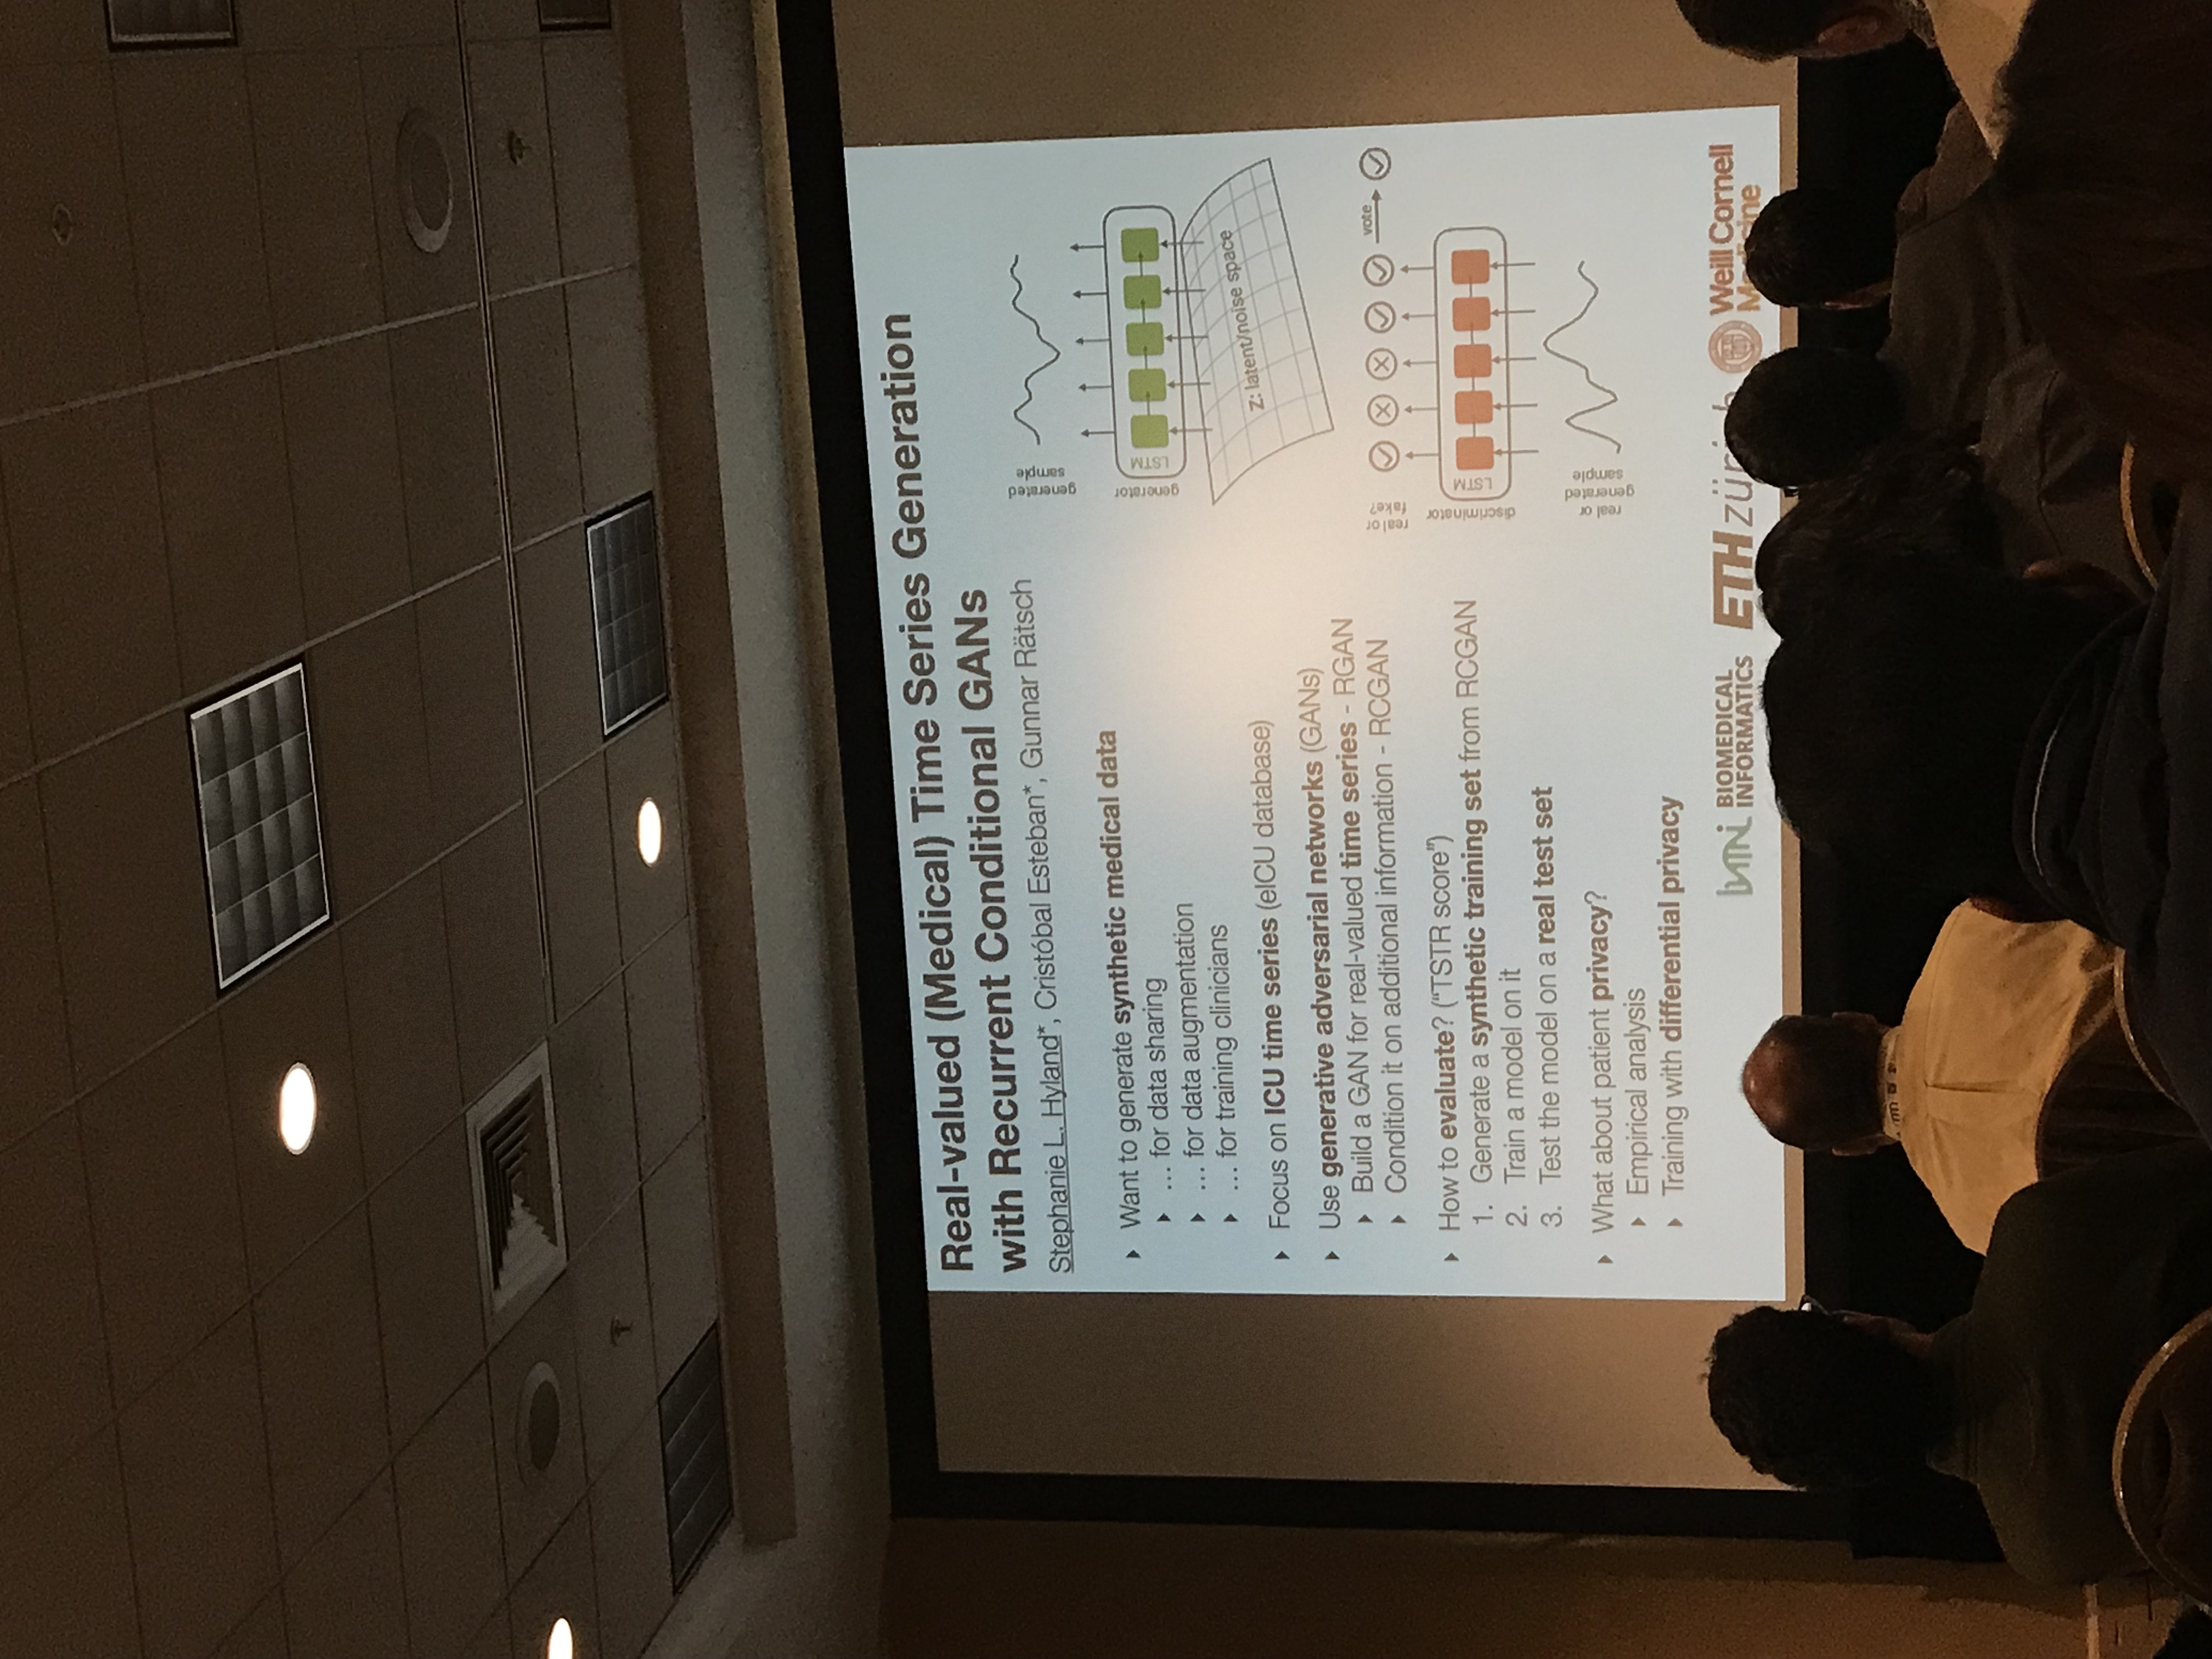 Real-valued (Medical) Time Series Generation
with Recurrent Conditional GANs
Stephanie L. Hyland*, Cristóbal Esteban*, Gunnar Rätsch
Want to generate synthetic medical data
... for data sharing
... for data augmentation
... for training clinicians
Focus on ICU time series (eICU database)
Use generative adversarial networks (GANs)
Build a GAN for real-valued time series - RGAN
Condition it on additional information - RCGAN
How to evaluate? ("TSTR score")
1. Generate a synthetic training set from RCGAN
2. Train a model on it
3. Test the model on a real test set
What about patient privacy?
Empirical analysis
Training with differential privacy
generated
sample
generator
LSTM
Z: latent/noise space
real or
fake?
vote
discriminator
LSTM
real or
generated
sample
bmi
BIOMEDICAL
INFORMATICS
ETH zürich
Weill Cornell
Medicine